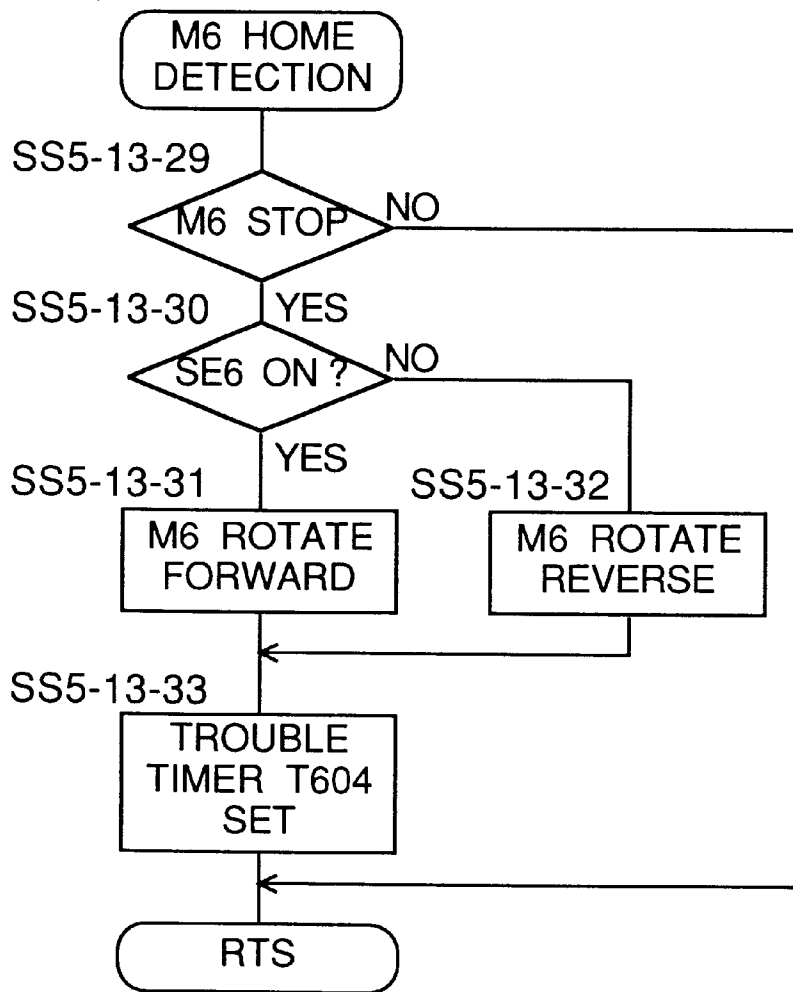 M6 HOME
DETECTION
SS5-13-29
M6 STOP
NO
SS5-13-30
YES
SE6 ON ?
NO
YES
SS5-13-31
SS5-13-32
M6 ROTATE
FORWARD
M6 ROTATE
REVERSE
SS5-13-33
TROUBLE
TIMER T604
SET
RTS